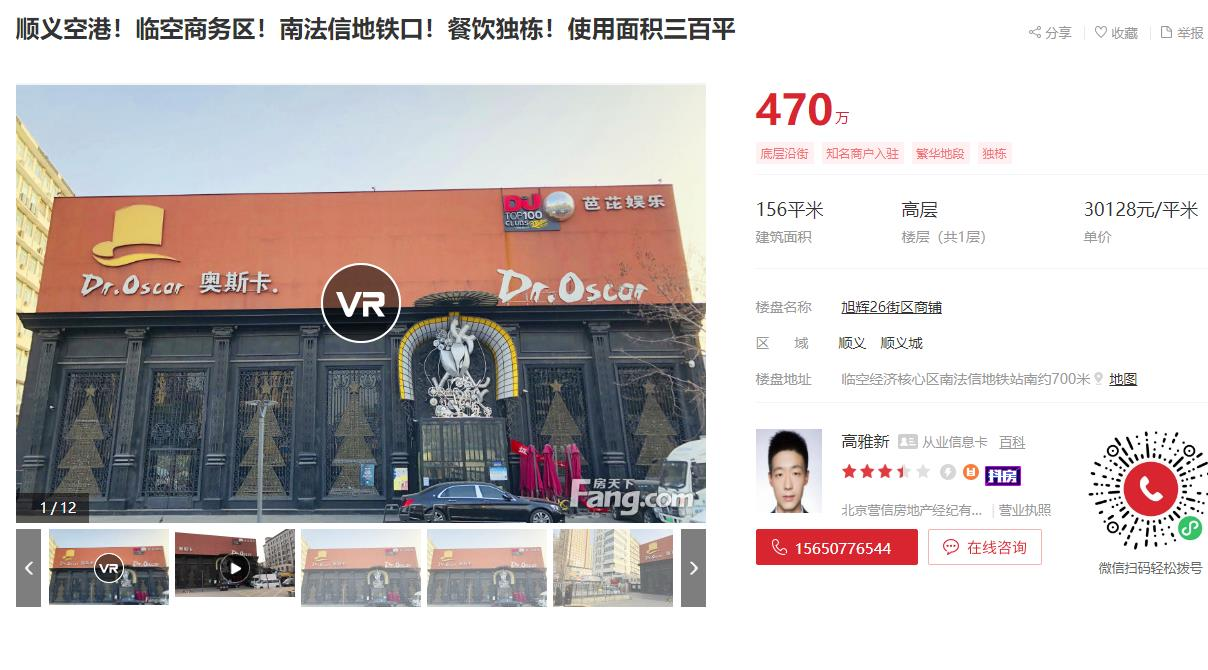 顺义空港！临空商务区！南法信地铁口！餐饮独栋！使用面积三百平
分享
收藏
举报
DJ
TOP100
CLUBS
芭芘娱乐
Dr.Oscar 奥斯卡.
Dr.Oscar
VR
房天下
Fang.com
1 / 12
VR
470万
底层沿街
知名商户入驻
繁华地段
独栋
156平米
高层
30128元/平米
建筑面积
楼层（共1层）
单价
楼盘名称 旭辉26街区商铺
区 域 顺义 顺义城
楼盘地址 临空经济核心区南法信地铁站南约700米 地图
高雅新 从业信息卡 百科
抖房
北京营信房地产经纪有... 营业执照
15650776544
在线咨询
微信扫码轻松拨号